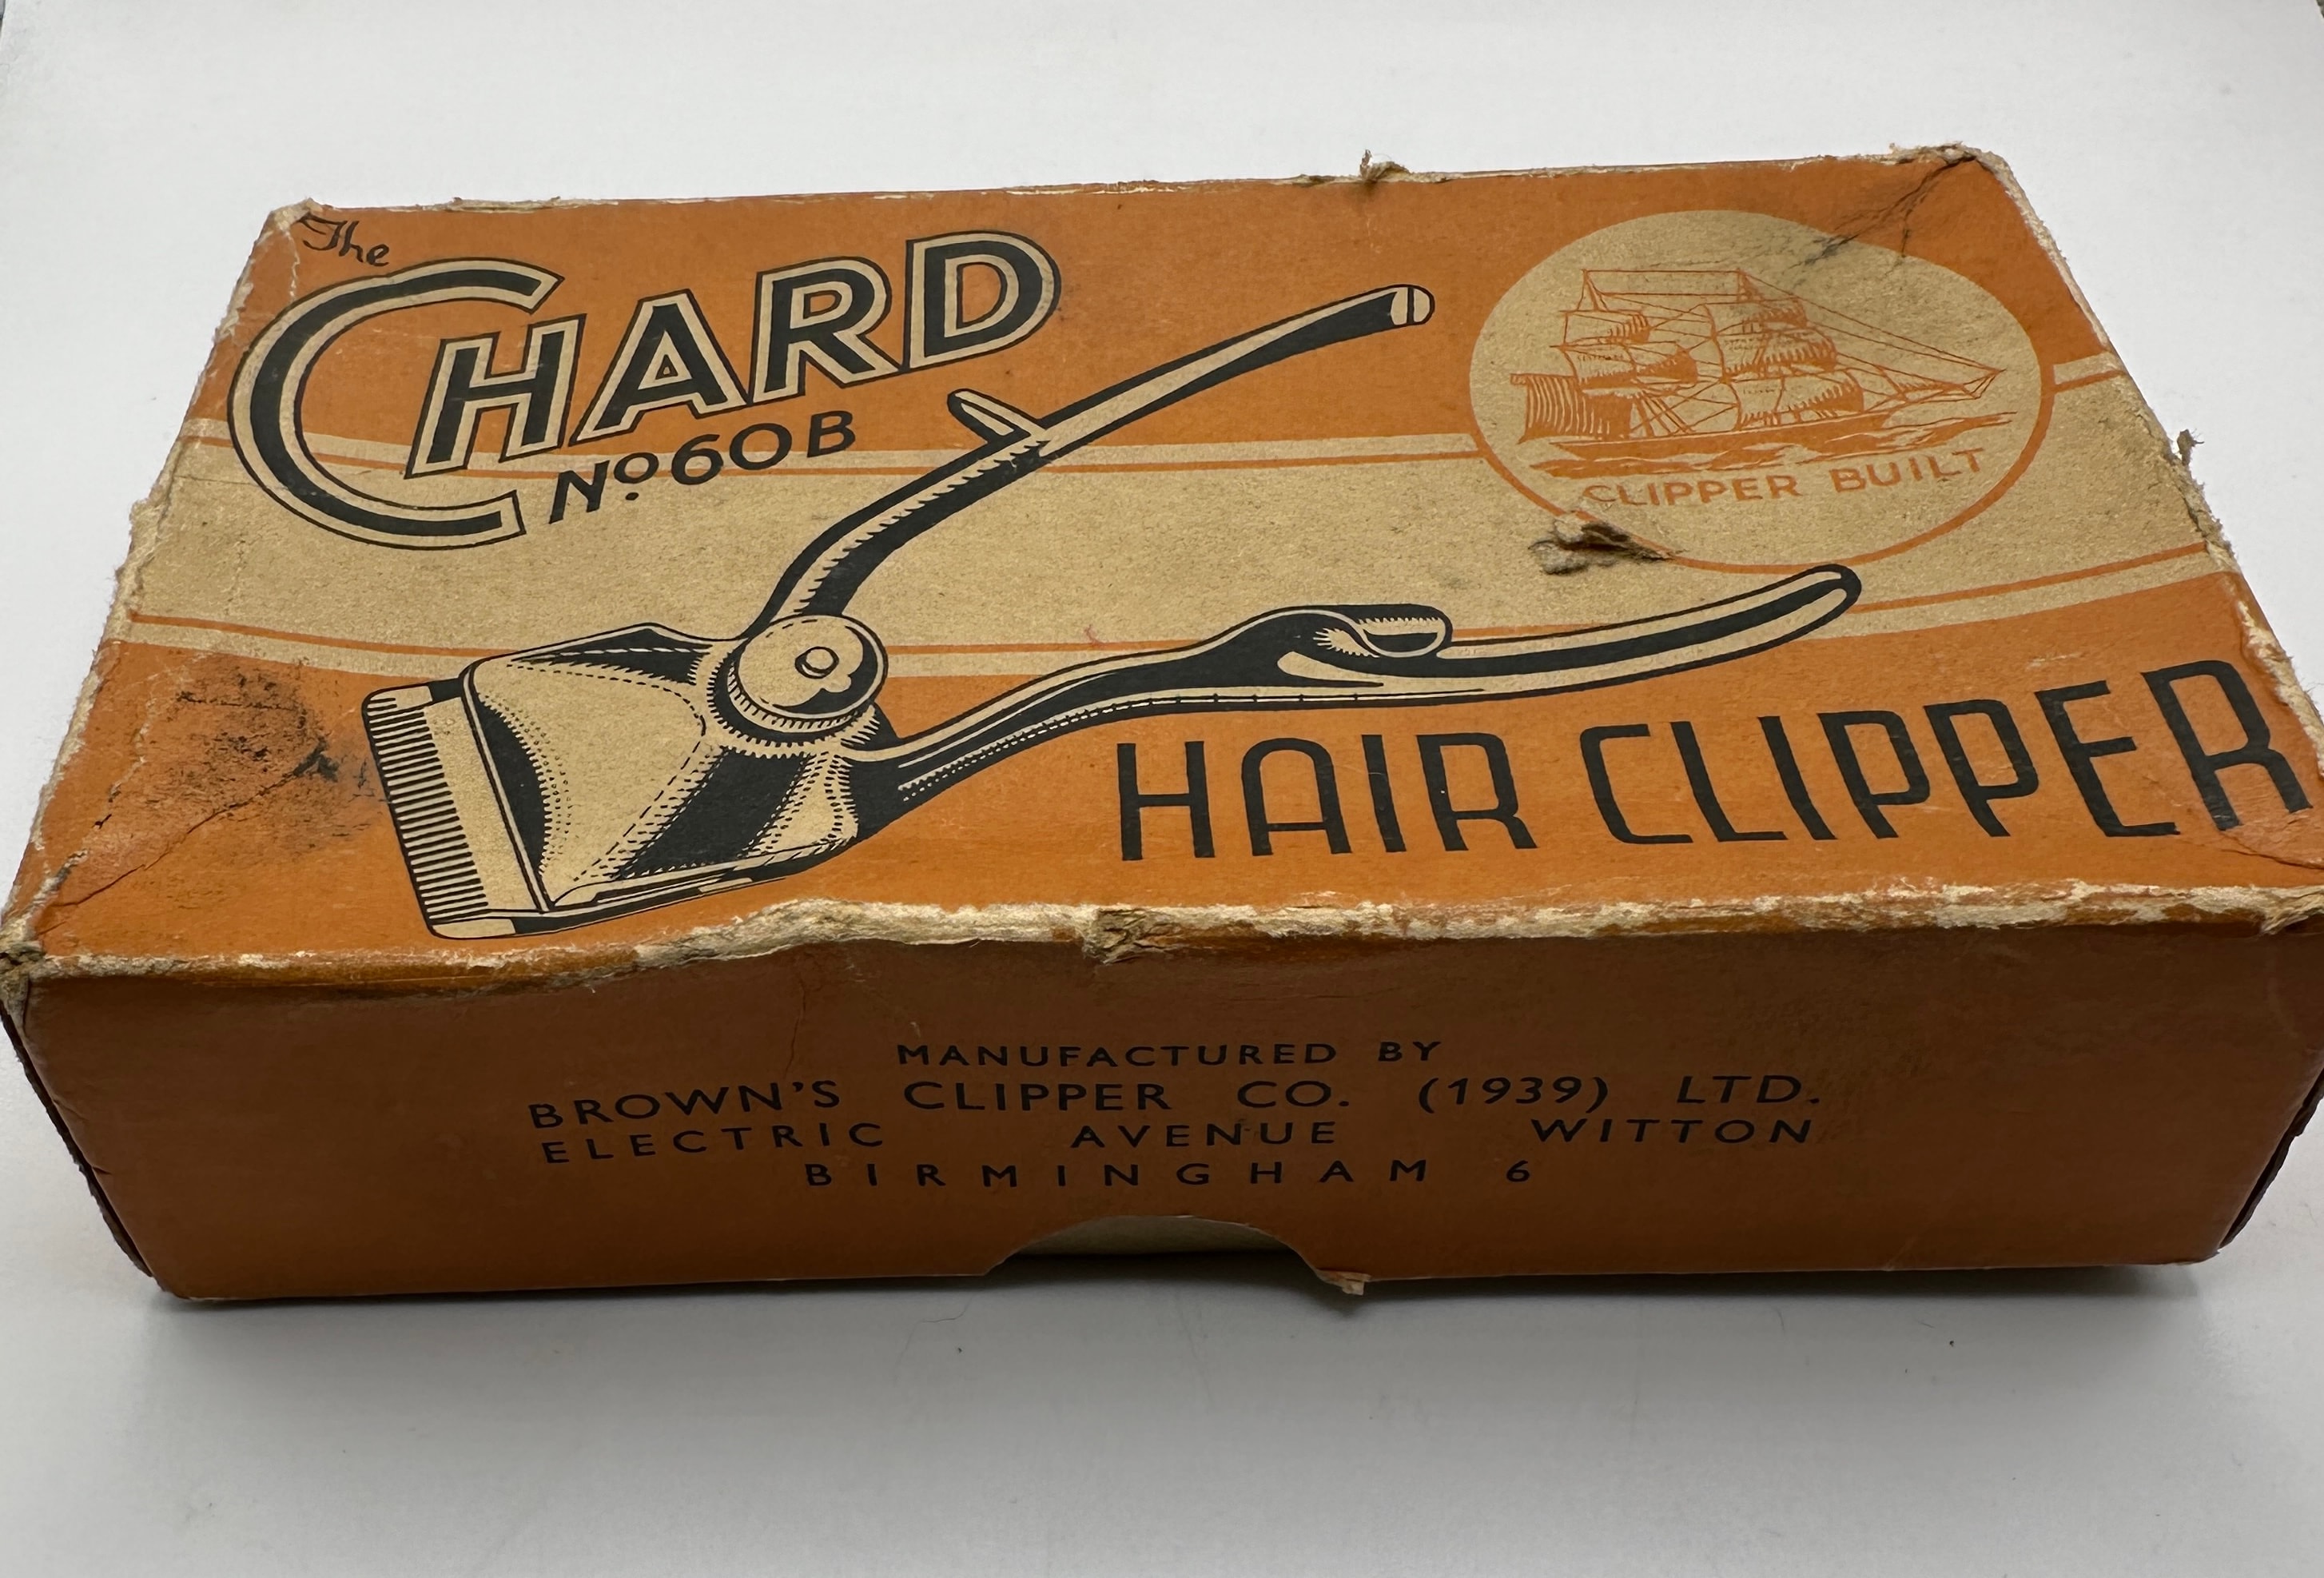 The
CHARD
No. 60B
CLIPPER BUILT
HAIR CLIPPER
MANUFACTURED BY
BROWN'S CLIPPER CO. (1939) LTD.
ELECTRIC AVENUE WITTON
BIRMINGHAM 6